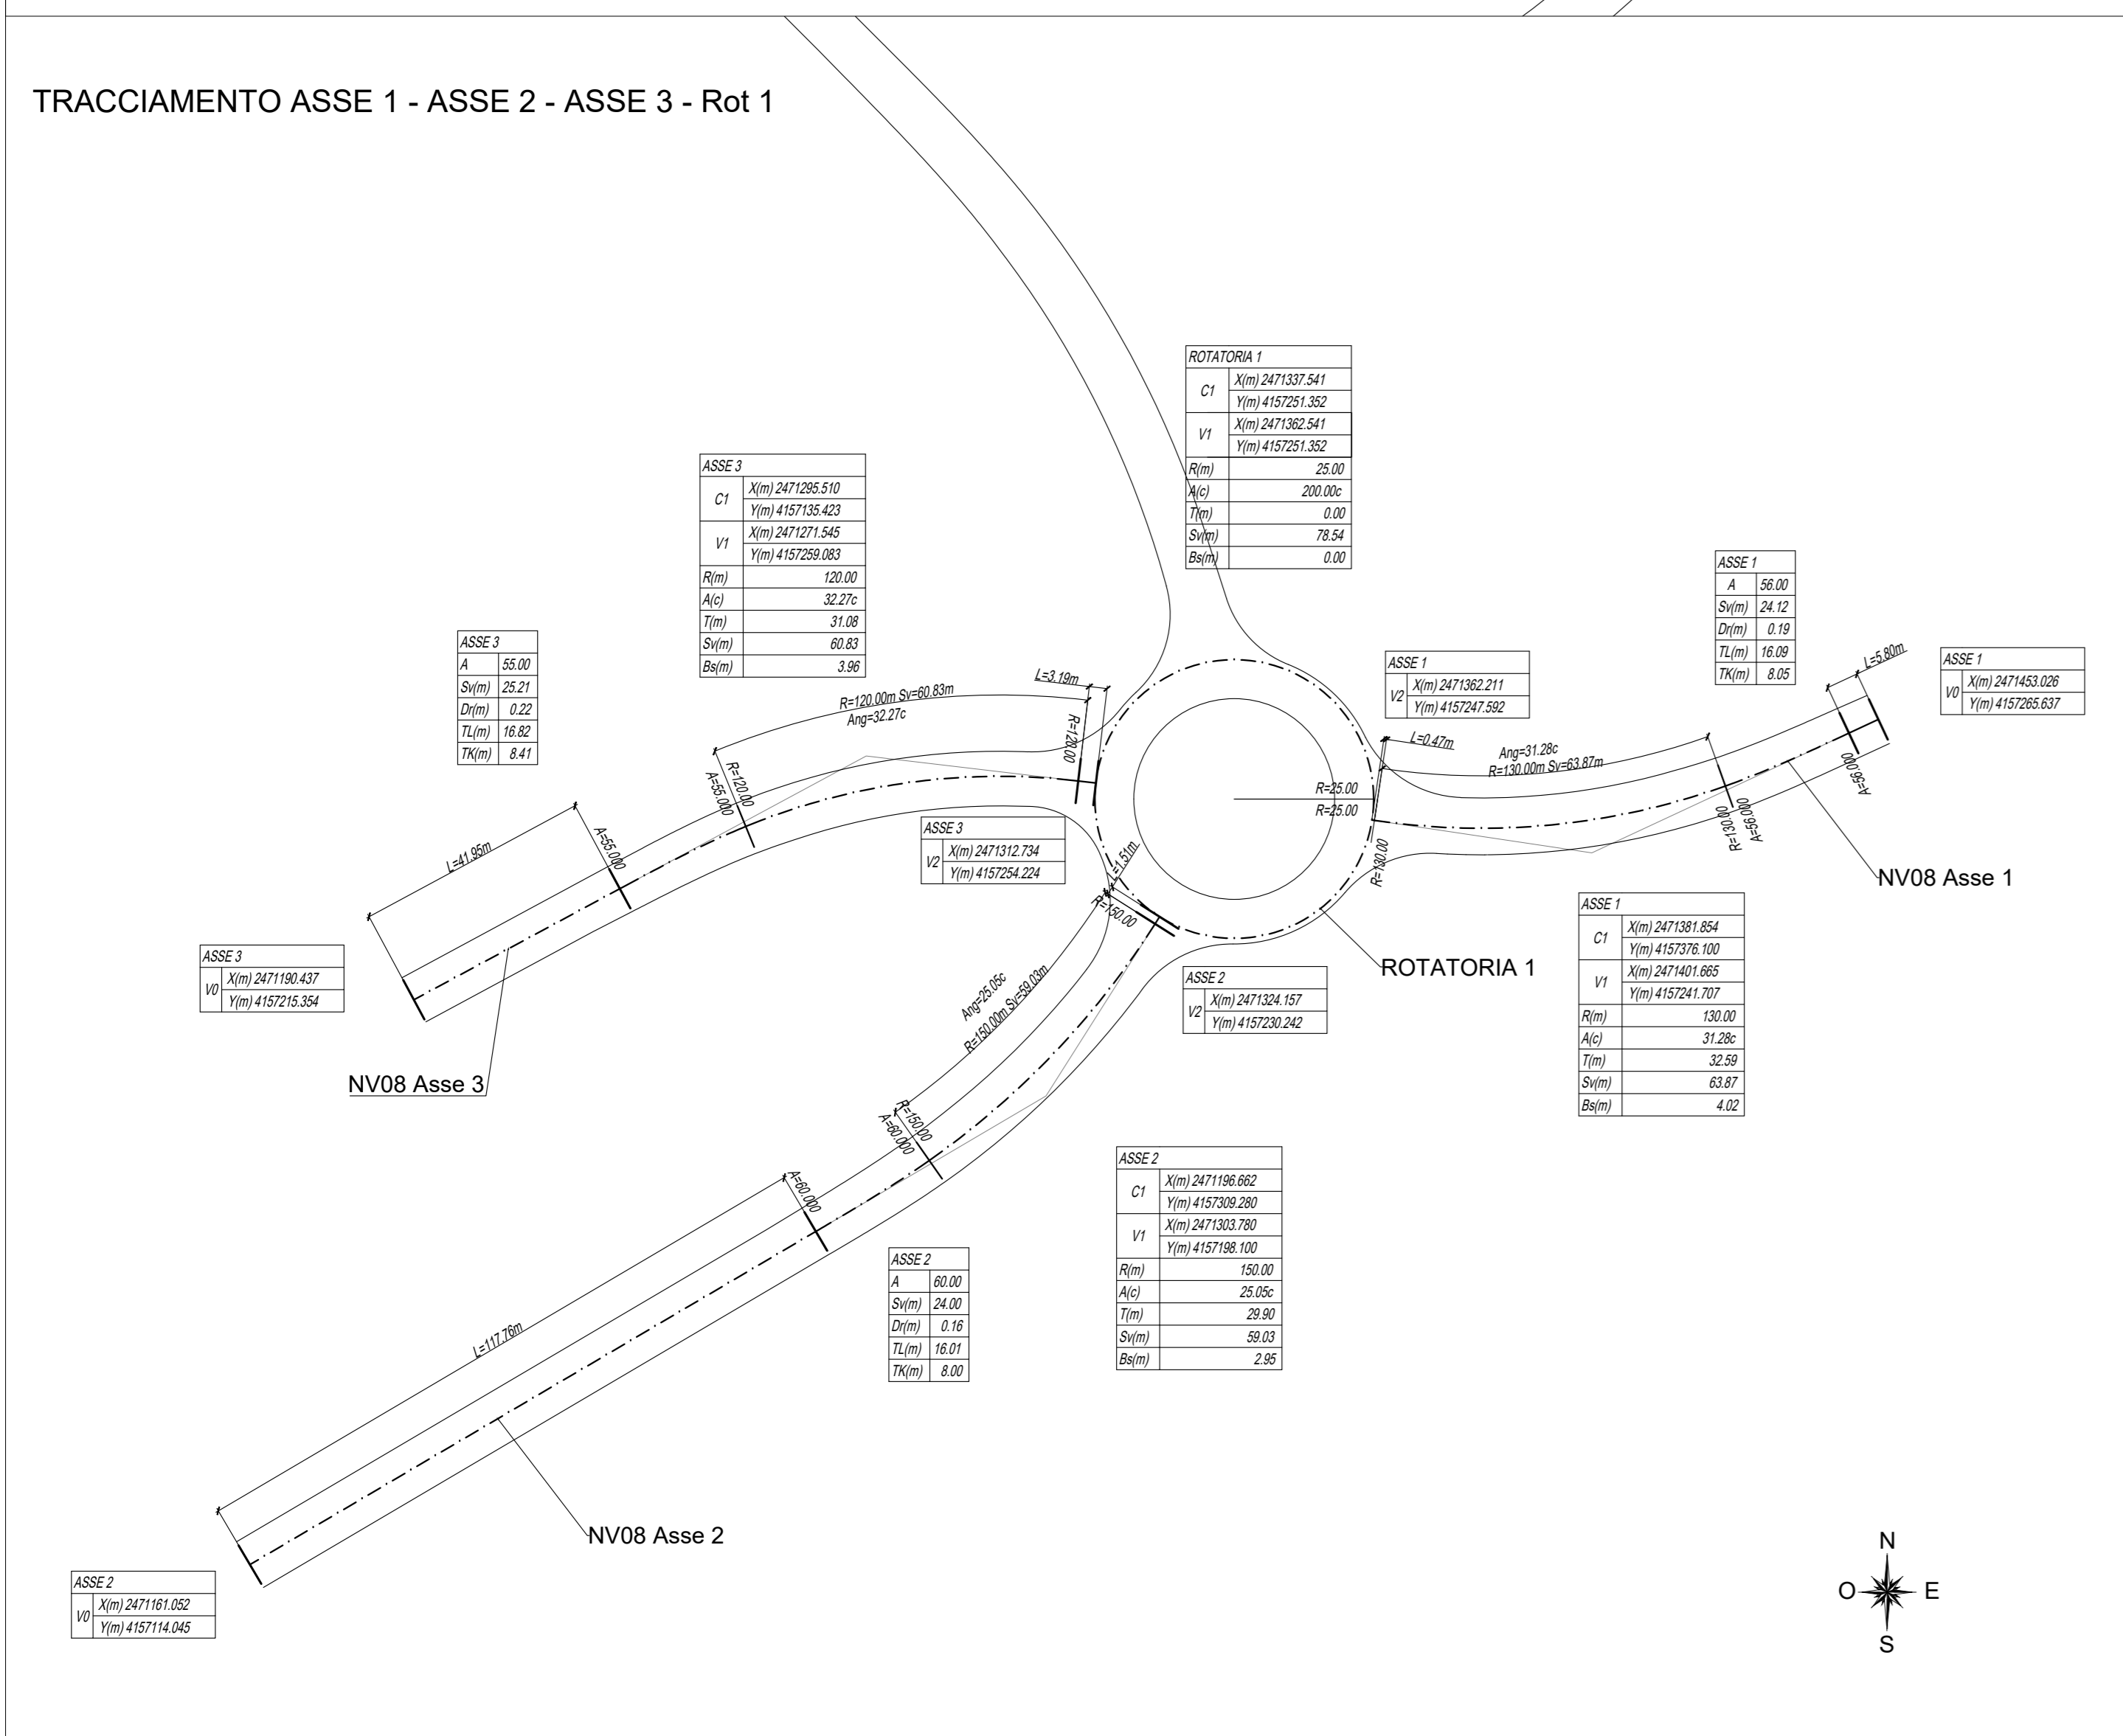 TRACCIAMENTO ASSE 1 - ASSE 2 - ASSE 3 - Rot 1
ROTATORIA 1
C1
X(m) 2471337.541
Y(m) 4157251.352
V1
X(m) 2471362.541
Y(m) 4157251.352
R(m) 25.00
A(c) 200.00c
T(m) 0.00
Sv(m) 78.54
Bs(m) 0.00
ASSE 3
C1
X(m) 2471295.510
Y(m) 4157135.423
V1
X(m) 2471271.545
Y(m) 4157259.083
R(m) 120.00
A(c) 32.27c
T(m) 31.08
Sv(m) 60.83
Bs(m) 3.96
ASSE 3
A 55.00
Sv(m) 25.21
Dr(m) 0.22
TL(m) 16.82
TK(m) 8.41
ASSE 1
A 56.00
Sv(m) 24.12
Dr(m) 0.19
TL(m) 16.09
TK(m) 8.05
ASSE 1
V0
X(m) 2471453.026
Y(m) 4157265.637
ASSE 1
V2
X(m) 2471362.211
Y(m) 4157247.592
L=5.80m
L=3.19m
R=120.00m Sv=60.83m
Ang=32.27c
R=120.00
L=0.47m
Ang=31.28c
R=130.00m Sv=63.87m
A=56.000
R=120.00
A=55.000
R=25.00
R=25.00
A=56.000
R=130.00
R=130.00
L=41.95m
A=55.000
ASSE 3
V2
X(m) 2471312.734
Y(m) 4157254.224
L=1.51m
R=150.00
NV08 Asse 1
ASSE 1
C1
X(m) 2471381.854
Y(m) 4157376.100
V1
X(m) 2471401.665
Y(m) 4157241.707
R(m) 130.00
A(c) 31.28c
T(m) 32.59
Sv(m) 63.87
Bs(m) 4.02
ASSE 3
V0
X(m) 2471190.437
Y(m) 4157215.354
ROTATORIA 1
ASSE 2
V2
X(m) 2471324.157
Y(m) 4157230.242
Ang=25.05c
R=150.00m Sv=59.03m
NV08 Asse 3
R=150.00
A=60.000
A=60.000
ASSE 2
C1
X(m) 2471196.662
Y(m) 4157309.280
V1
X(m) 2471303.780
Y(m) 4157198.100
R(m) 150.00
A(c) 25.05c
T(m) 29.90
Sv(m) 59.03
Bs(m) 2.95
ASSE 2
A 60.00
Sv(m) 24.00
Dr(m) 0.16
TL(m) 16.01
TK(m) 8.00
L=117.76m
NV08 Asse 2
ASSE 2
V0
X(m) 2471161.052
Y(m) 4157114.045
N
O E
S